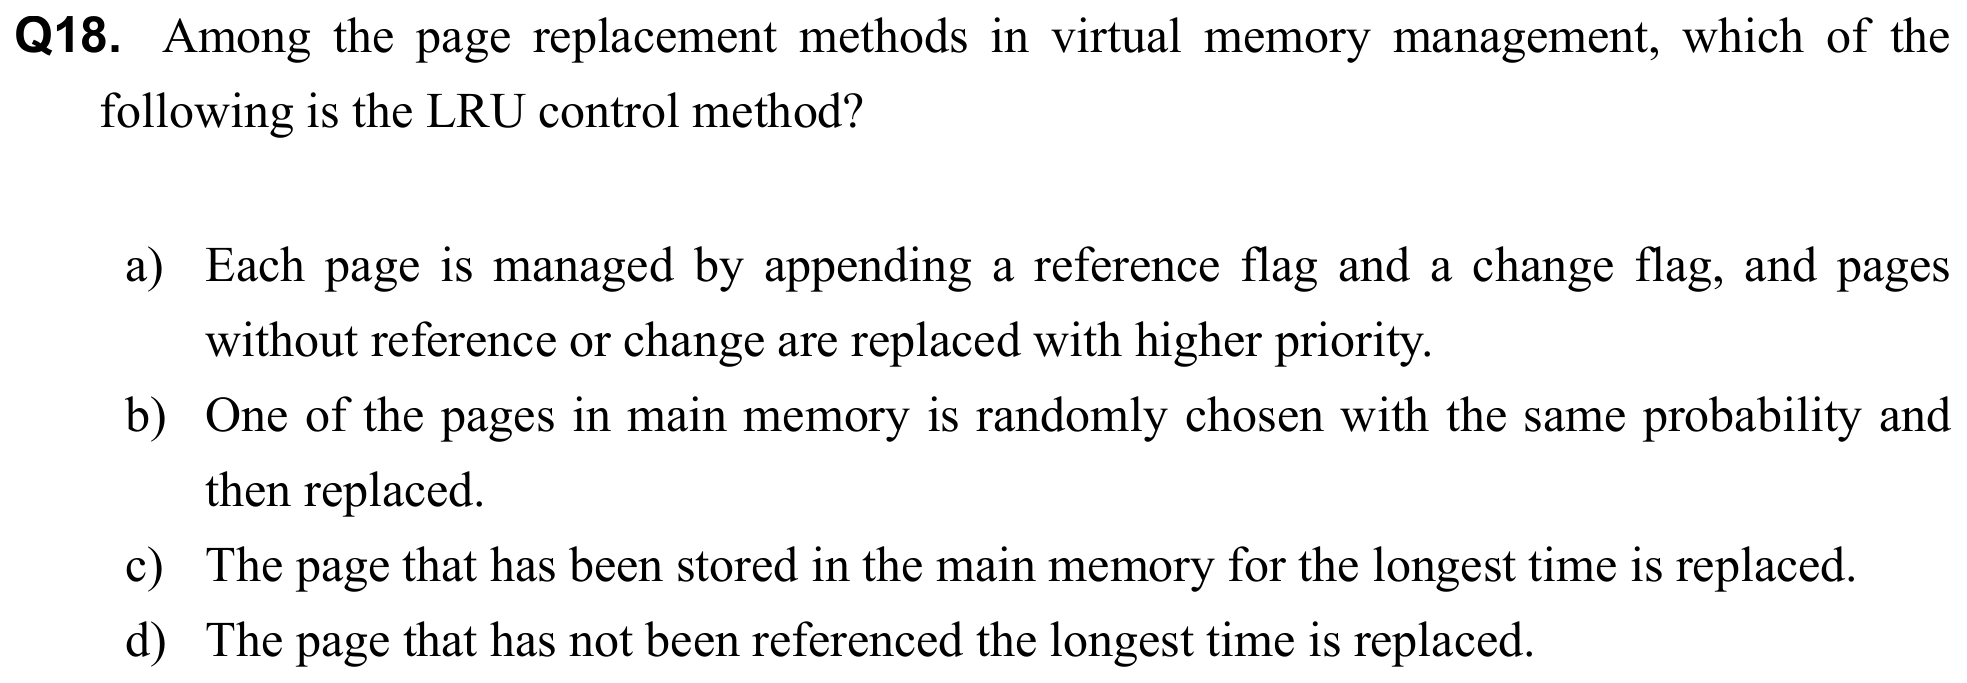 Q18. Among the page replacement methods in virtual memory management, which of the
following is the LRU control method?
a) Each page is managed by appending a reference flag and a change flag, and pages
without reference or change are replaced with higher priority.
b) One of the pages in main memory is randomly chosen with the same probability and
then replaced.
c) The page that has been stored in the main memory for the longest time is replaced.
d) The page that has not been referenced the longest time is replaced.